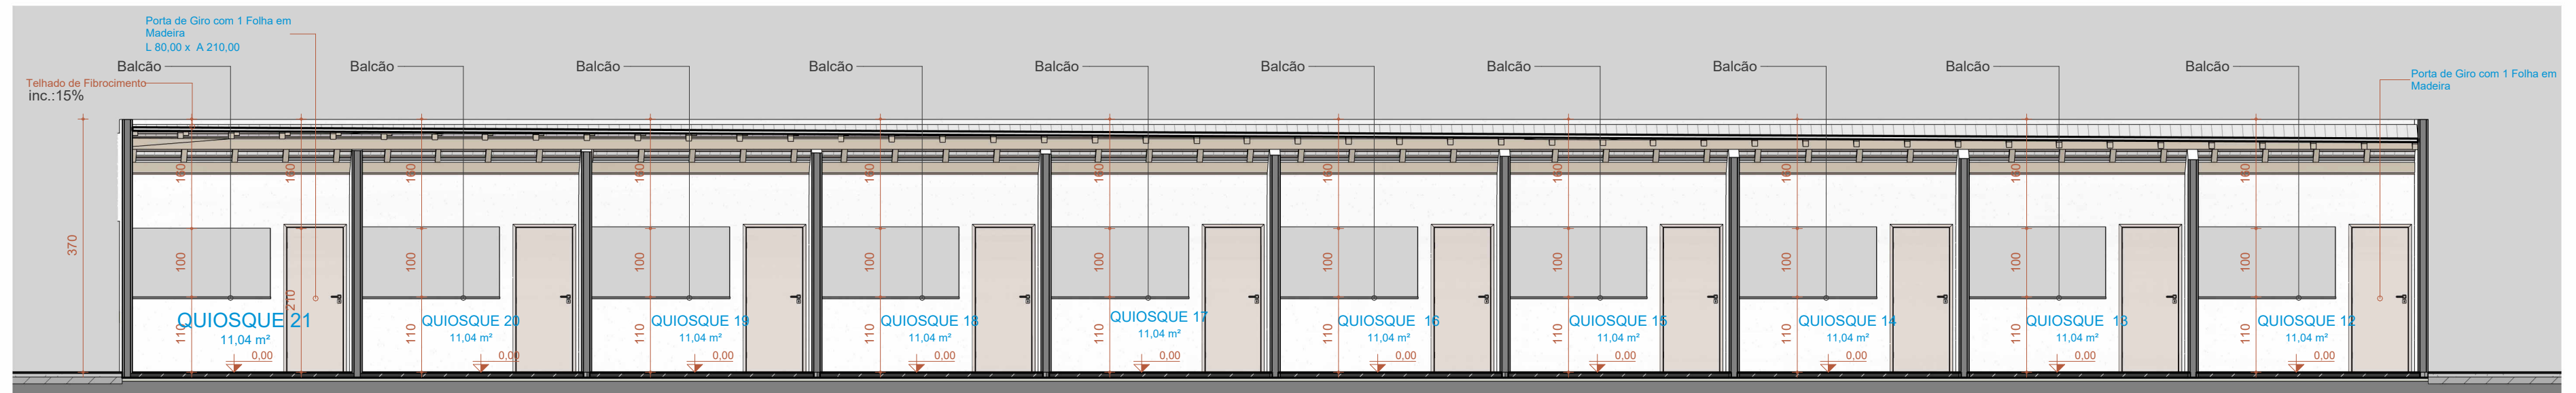 Porta de Giro com 1 Folha em
Madeira
L 80,00 x A 210,00
Balcão
Balcão
Balcão
Balcão
Balcão
Balcão
Balcão
Balcão
Balcão
Balcão
Porta de Giro com 1 Folha em
Madeira
Telhado de Fibrocimento
inc.:15%
370
160
160
160
160
160
160
160
160
160
160
160
100
100
100
100
100
100
100
100
100
100
210
110
110
110
110
110
110
110
110
110
110
QUIOSQUE 21
11,04 m²
0,00
QUIOSQUE 20
11,04 m²
0,00
QUIOSQUE 19
11,04 m²
0,00
QUIOSQUE 18
11,04 m²
0,00
QUIOSQUE 17
11,04 m²
0,00
QUIOSQUE 16
11,04 m²
0,00
QUIOSQUE 15
11,04 m²
0,00
QUIOSQUE 14
11,04 m²
0,00
QUIOSQUE 13
11,04 m²
0,00
QUIOSQUE 12
11,04 m²
0,00